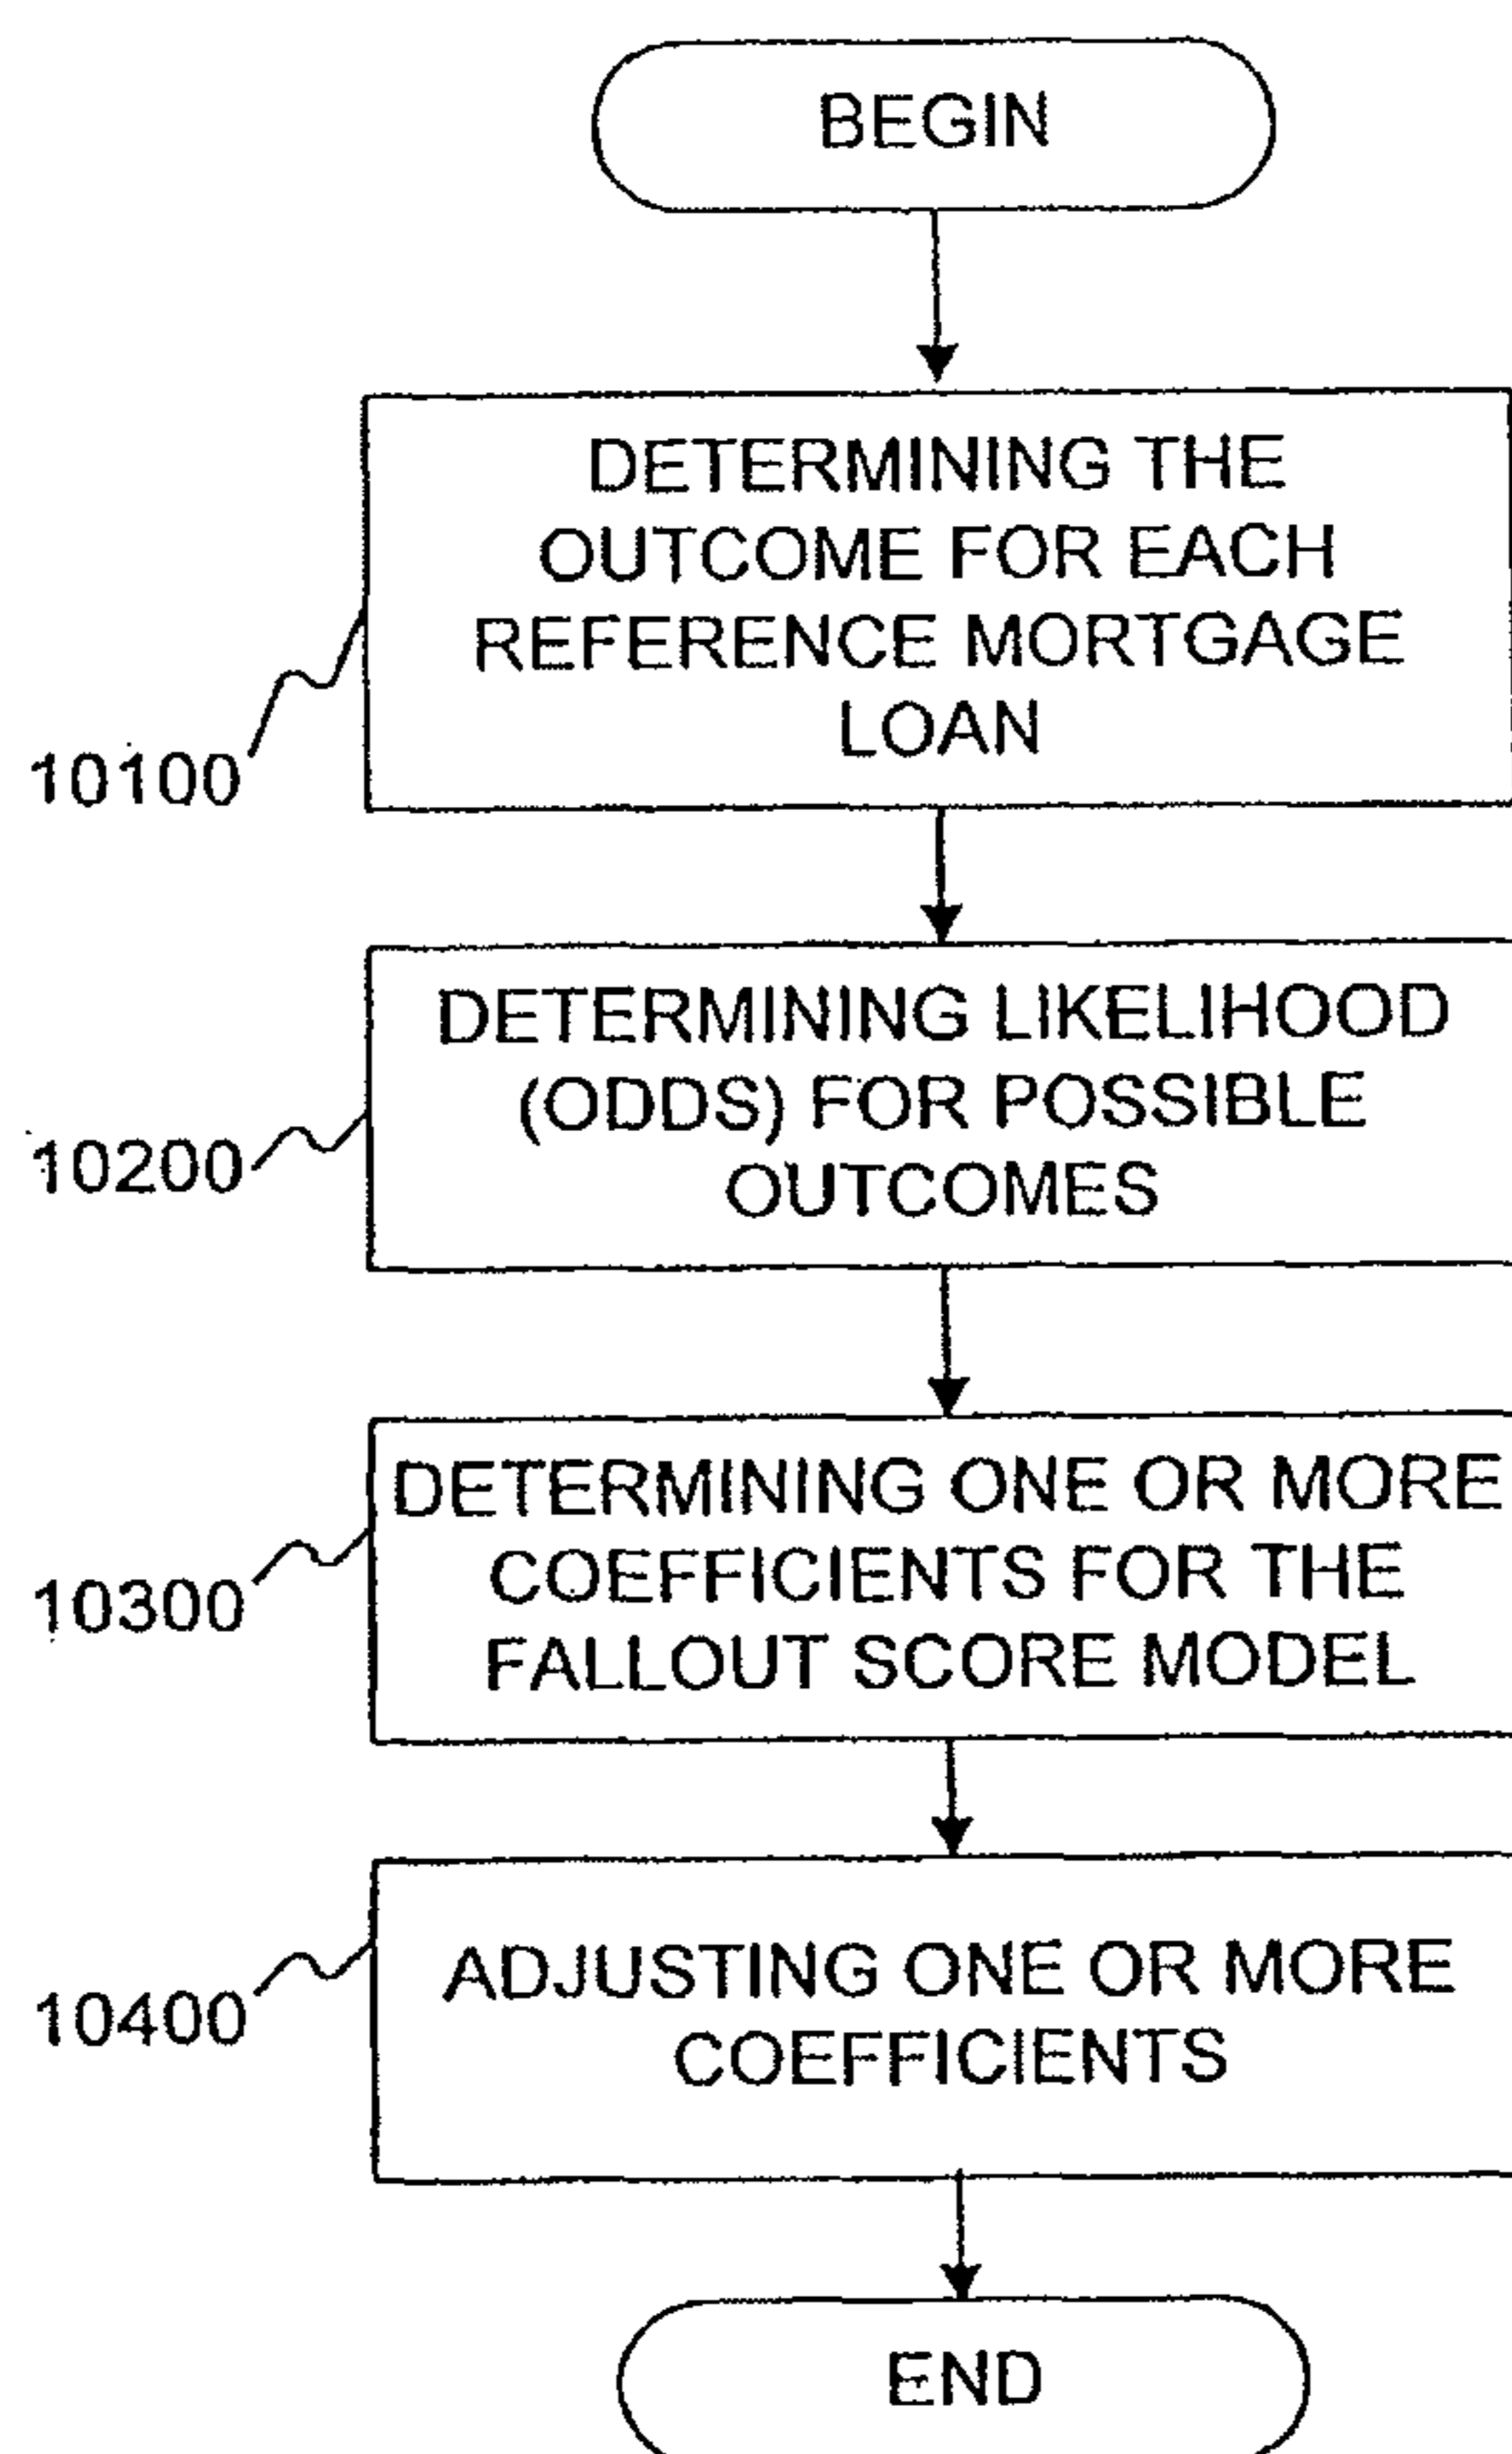 BEGIN
DETERMINING THE
OUTCOME FOR EACH
REFERENCE MORTGAGE
LOAN
10100
DETERMINING LIKELIHOOD
(ODDS) FOR POSSIBLE
OUTCOMES
10200
DETERMINING ONE OR MORE
COEFFICIENTS FOR THE
FALLOUT SCORE MODEL
10300
ADJUSTING ONE OR MORE
COEFFICIENTS
10400
END